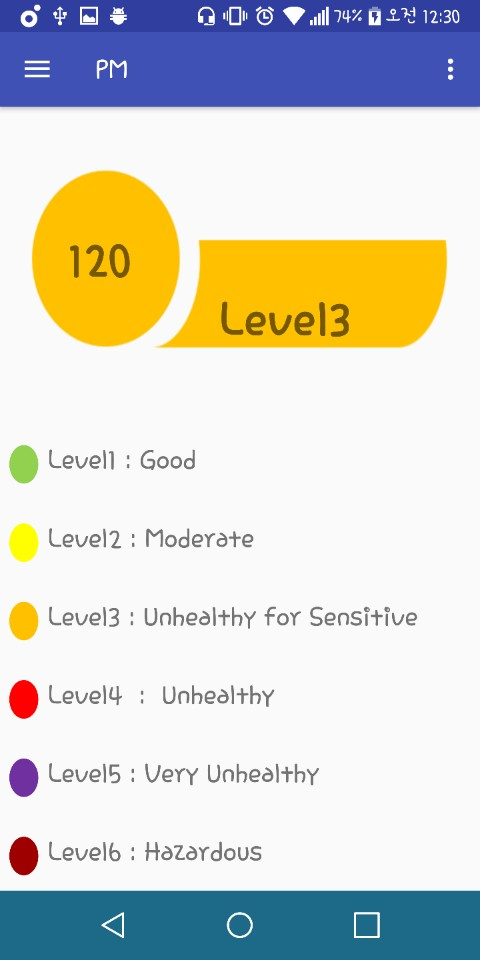 74% 오전 12:30
PM
120
Level3
Level1 : Good
Level2 : Moderate
Level3 : Unhealthy for Sensitive
Level4 : Unhealthy
Level5 : Very Unhealthy
Level6 : Hazardous